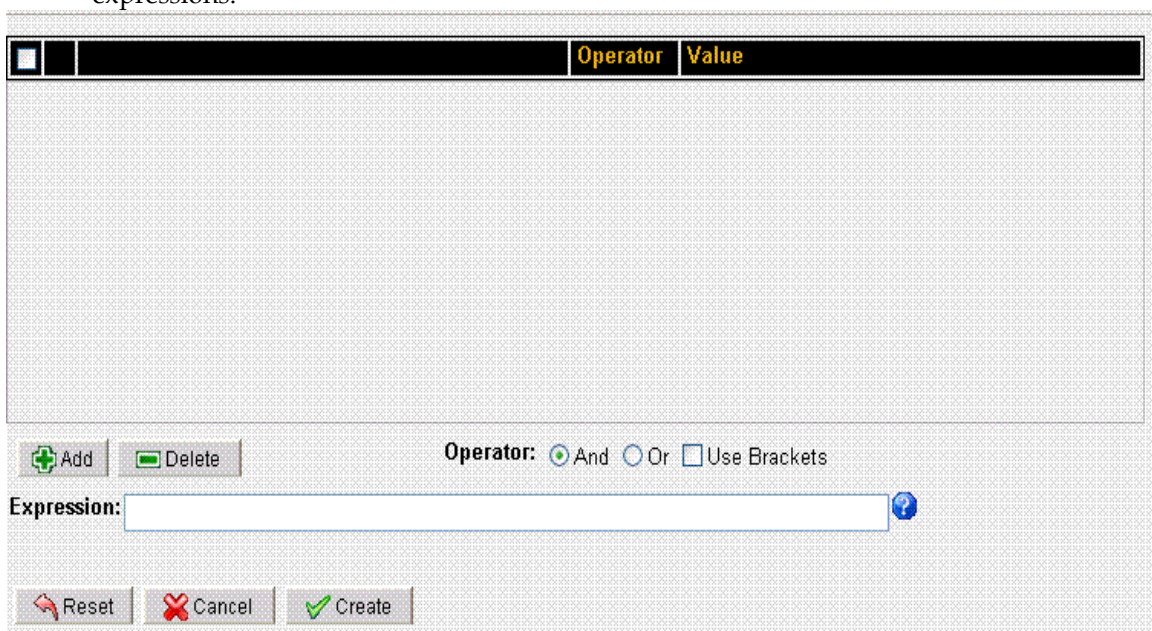 expressions.
Operator Value
Add Delete Operator: And Or Use Brackets
Expression: ?
Reset Cancel Create